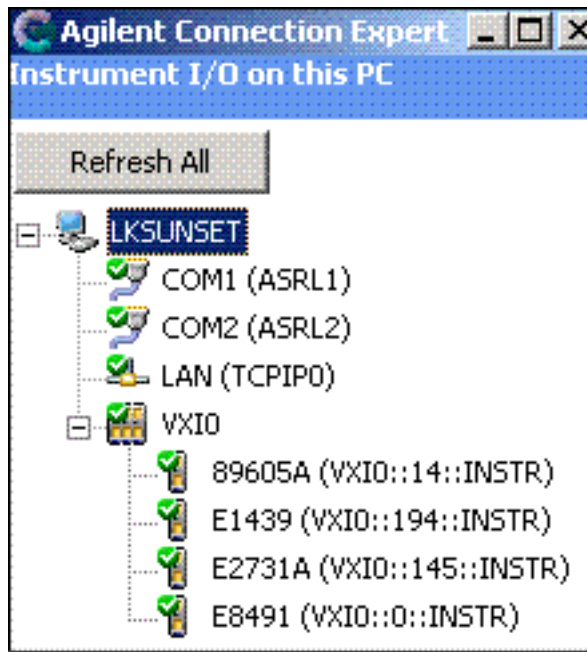 Agilent Connection Expert
Instrument I/O on this PC
Refresh All
LKSUNSET
COM1 (ASRL1)
COM2 (ASRL2)
LAN (TCPIP0)
VXI0
89605A (VXI0::14::INSTR)
E1439 (VXI0::194::INSTR)
E2731A (VXI0::145::INSTR)
E8491 (VXI0::0::INSTR)